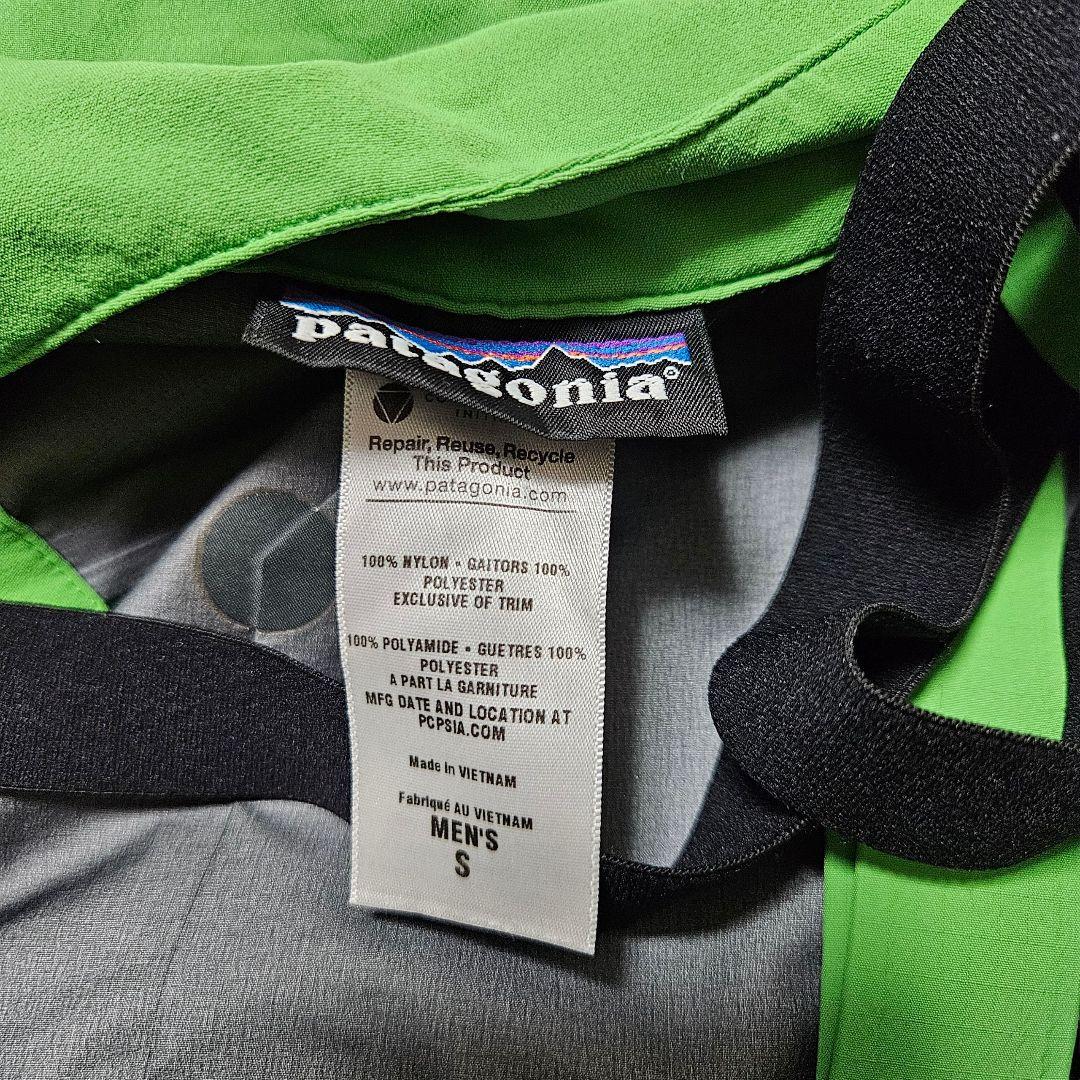 patagonia®
Repair, Reuse, Recycle
This Product
www.patagonia.com
100% NYLON • GAITORS 100%
POLYESTER
EXCLUSIVE OF TRIM
100% POLYAMIDE • GUETRES 100%
POLYESTER
A PART LA GARNITURE
MFG DATE AND LOCATION AT
PCPSIA.COM
Made in VIETNAM
Fabriqué AU VIETNAM
MEN'S
S